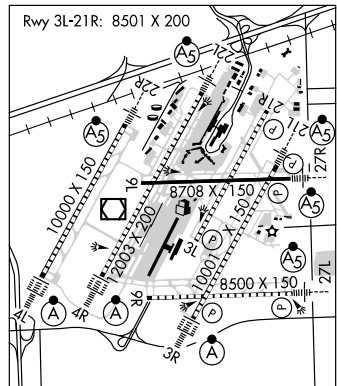 Rwy 3L-21R: 8501 X 200
A5
22L
22R
A5
21R
21L
A5
P
P
27R
9L
8708 X 150
P
A5
10000 X 150
12003 X 200
3L
P
10001 X 150
A5
8500 X 150
27L
9R
P
P
4L
A
4R
A
3R
A